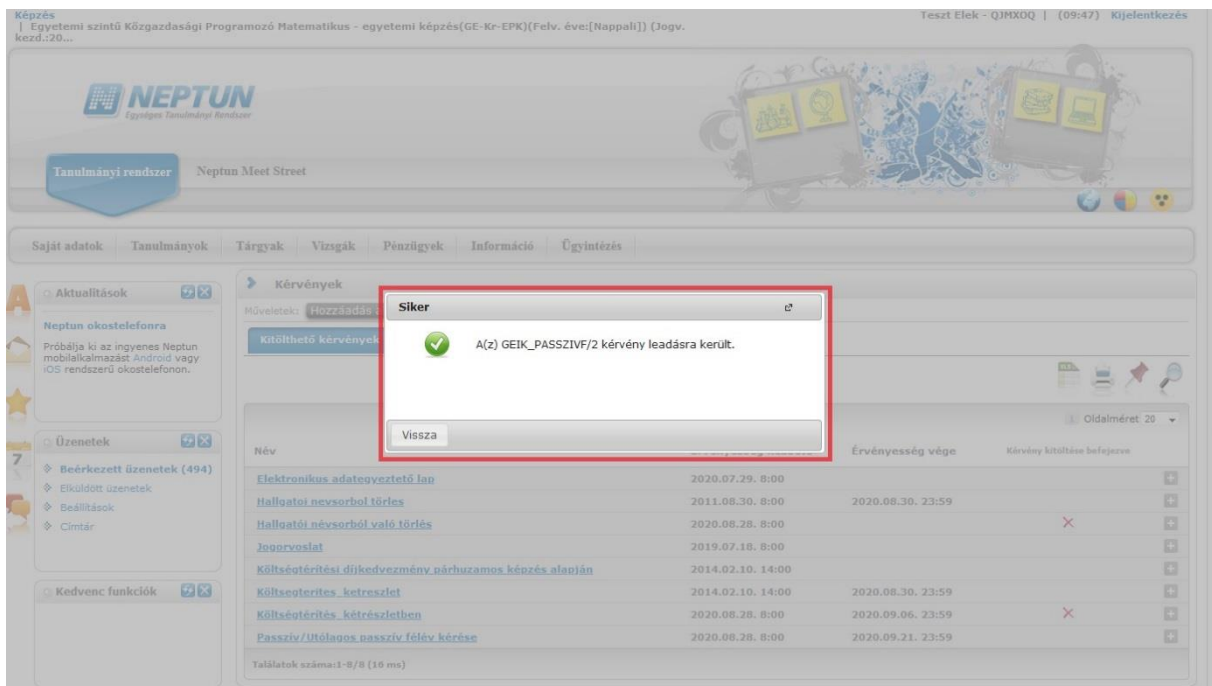 Képzés
| Egyetemi szintű Közgazdasági Programozó Matematikus - egyetemi képzés(GE-Kr-EPK)(Felv. éve:[Nappali]) (Jogv.
kezd.:20...
Teszt Elek - QJMXOQ | (09:47) Kijelentkezés
NEPTUN
Egységes Tanulmányi Rendszer
Tanulmányi rendszer Neptun Meet Street
Saját adatok Tanulmányok Tárgyak Vizsgák Pénzügyek Információ Ügyintézés
Aktualitások
Neptun okostelefonra
Próbálja ki az ingyenes Neptun
mobilalkalmazást Android vagy
iOS rendszerű okostelefonon.
Üzenetek
Beérkezett üzenetek (494)
Elküldött üzenetek
Beállítások
Címtár
Kedvenc funkciók
7
Kérvények
Műveletek: Hozzáadás a
Kitölthető kérvények
Siker
A(z) GEIK_PASSZIVF/2 kérvény leadásra került.
Vissza
Oldalméret 20
Név Érvényesség vége Kérvény kitöltése befejezve
Elektronikus adategyeztető lap 2020.07.29. 8:00
Hallgatoi nevsorbol törles 2011.08.30. 8:00 2020.08.30. 23:59
Hallgatói névsorból való törlés 2020.08.28. 8:00
Jogorvoslat 2019.07.18. 8:00
Költségtérítési díjkedvezmény párhuzamos képzés alapján 2014.02.10. 14:00
Költsegterites_ketreszlet 2014.02.10. 14:00 2020.08.30. 23:59
Költségtérítés_kétrészletben 2020.08.28. 8:00 2020.09.06. 23:59
Passzív/Utólagos passzív félév kérése 2020.08.28. 8:00 2020.09.21. 23:59
Találatok száma:1-8/8 (16 ms)